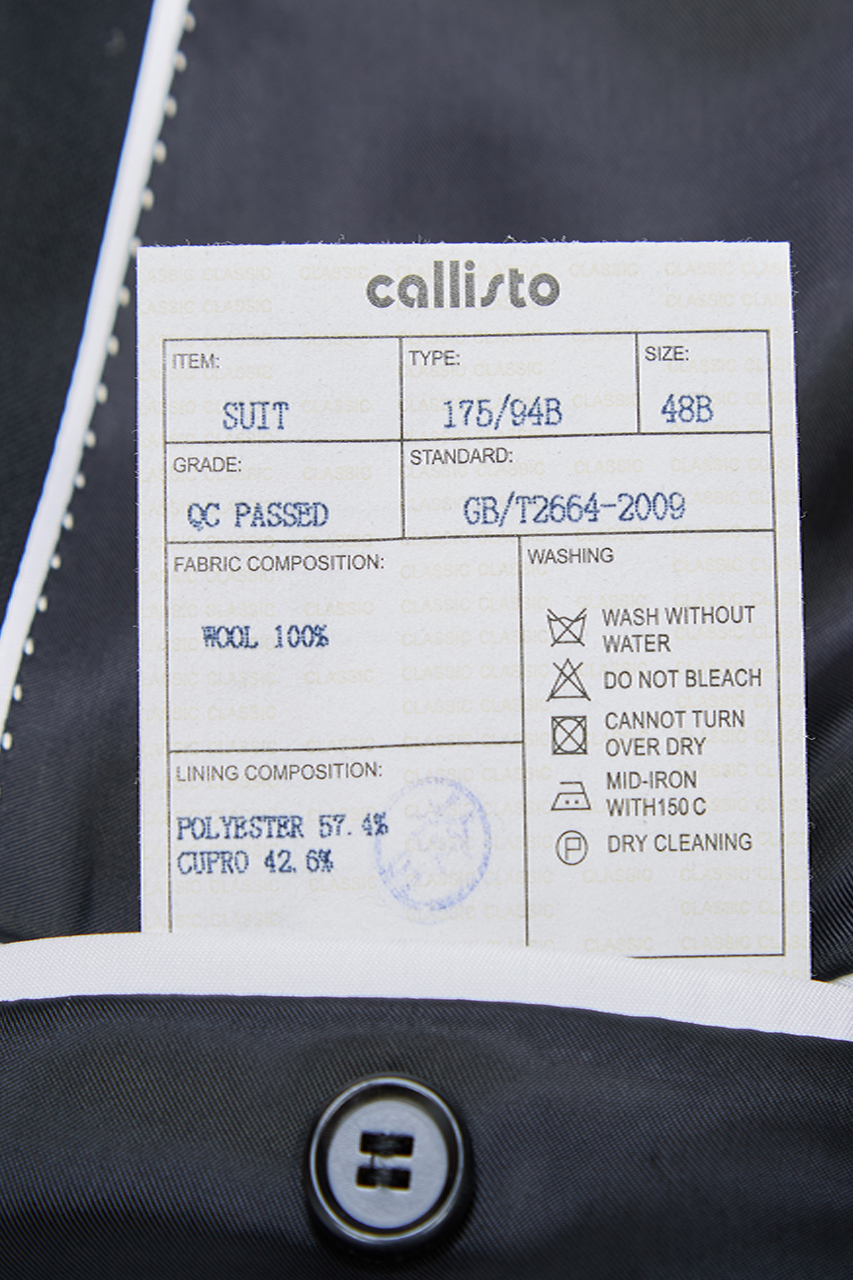 callisto
ITEM:
SUIT
TYPE:
175/94B
SIZE:
48B
GRADE:
QC PASSED
STANDARD:
GB/T2664-2009
FABRIC COMPOSITION:
WOOL 100%
LINING COMPOSITION:
POLYESTER 57.4%
CUPRO 42.6%
WASHING
WASH WITHOUT
WATER
DO NOT BLEACH
CANNOT TURN
OVER DRY
MID-IRON
WITH150 C
P
DRY CLEANING